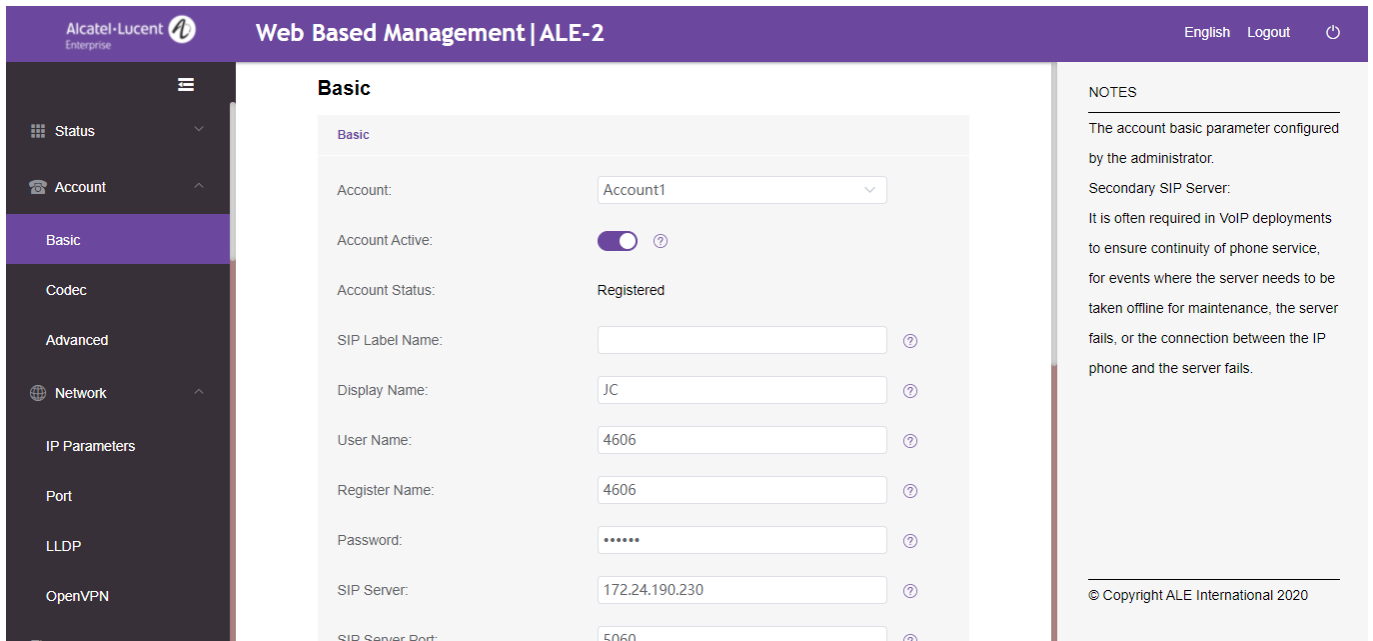 Alcatel·Lucent
Enterprise
Web Based Management|ALE-2
English Logout
Status
Account
Basic
Codec
Advanced
Network
IP Parameters
Port
LLDP
OpenVPN
Basic
Basic
Account: Account1
Account Active:
Account Status: Registered
SIP Label Name:
Display Name: JC
User Name: 4606
Register Name: 4606
Password: ••••••
SIP Server: 172.24.190.230
SIP Server Port: 5060
NOTES
The account basic parameter configured
by the administrator.
Secondary SIP Server:
It is often required in VoIP deployments
to ensure continuity of phone service,
for events where the server needs to be
taken offline for maintenance, the server
fails, or the connection between the IP
phone and the server fails.
© Copyright ALE International 2020